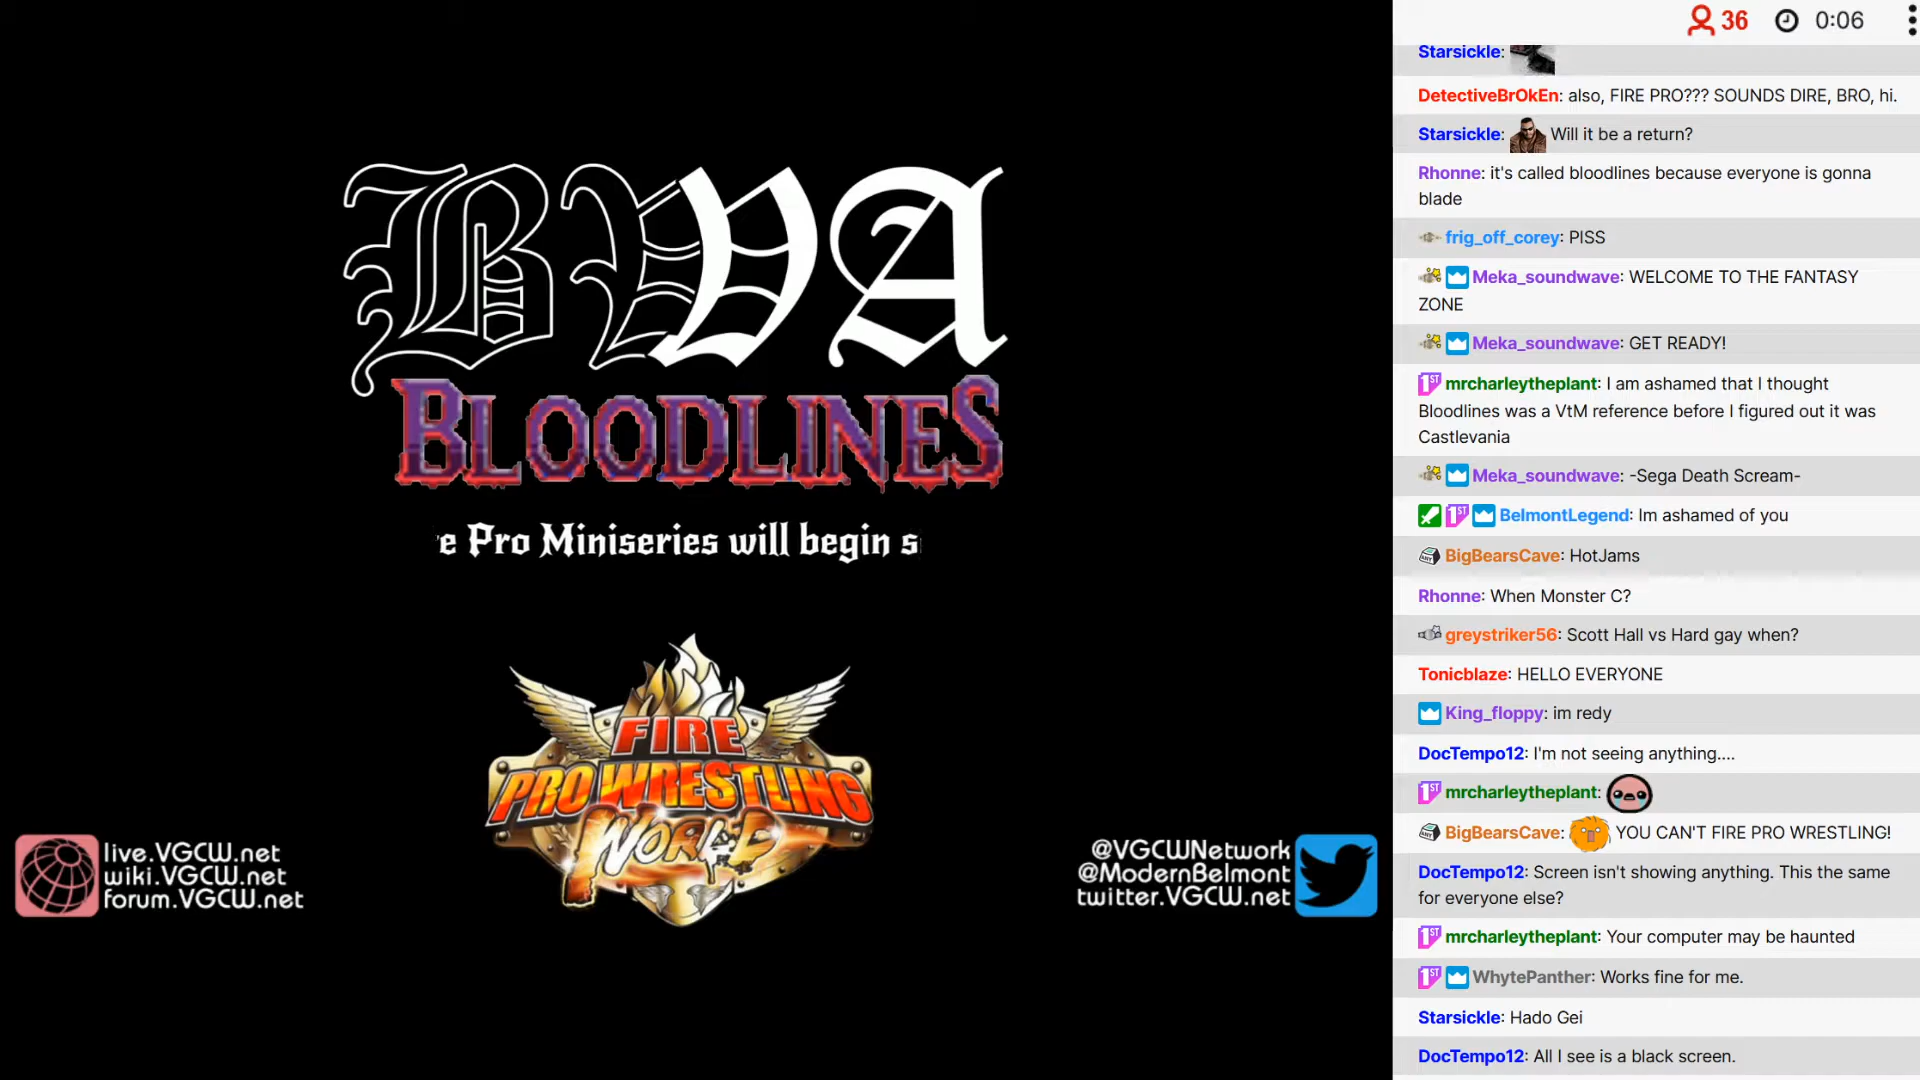 BWA
BLOODLINES
e Pro Miniseries will begin s
FIRE
PRO WRESTLING
WORLD
live.VGCW.net
wiki.VGCW.net
forum.VGCW.net
@VGCWNetwork
@ModernBelmont
twitter.VGCW.net
36 0:06
Starsickle:
DetectiveBrOkEn: also, FIRE PRO??? SOUNDS DIRE, BRO, hi.
Starsickle: Will it be a return?
Rhonne: it's called bloodlines because everyone is gonna
blade
frig_off_corey: PISS
Meka_soundwave: WELCOME TO THE FANTASY
ZONE
Meka_soundwave: GET READY!
1ST mrcharleytheplant: I am ashamed that I thought
Bloodlines was a VtM reference before I figured out it was
Castlevania
Meka_soundwave: -Sega Death Scream-
1ST BelmontLegend: Im ashamed of you
BigBearsCave: HotJams
Rhonne: When Monster C?
greystriker56: Scott Hall vs Hard gay when?
Tonicblaze: HELLO EVERYONE
King_floppy: im redy
DocTempo12: I'm not seeing anything....
1ST mrcharleytheplant:
BigBearsCave: YOU CAN'T FIRE PRO WRESTLING!
DocTempo12: Screen isn't showing anything. This the same
for everyone else?
1ST mrcharleytheplant: Your computer may be haunted
1ST WhytePanther: Works fine for me.
Starsickle: Hado Gei
DocTempo12: All I see is a black screen.